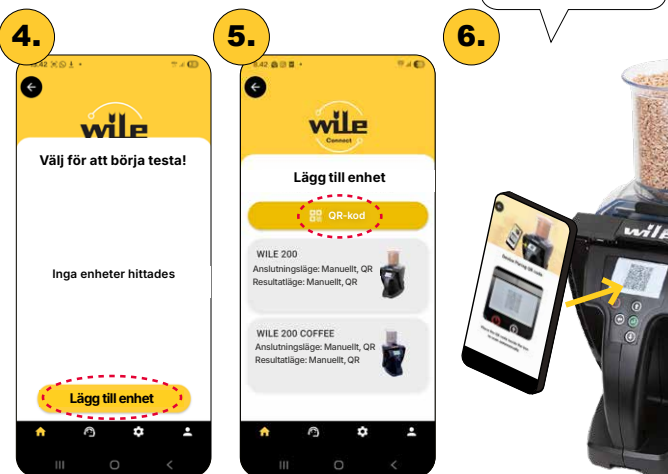 4.
wile
Välj för att börja testa!
Inga enheter hittades
Lägg till enhet
5.
wile
Connect
Lägg till enhet
QR-kod
WILE 200
Anslutningsläge: Manuellt, QR
Resultatläge: Manuellt, QR
WILE 200 COFFEE
Anslutningsläge: Manuellt, QR
Resultatläge: Manuellt, QR
6.
wile